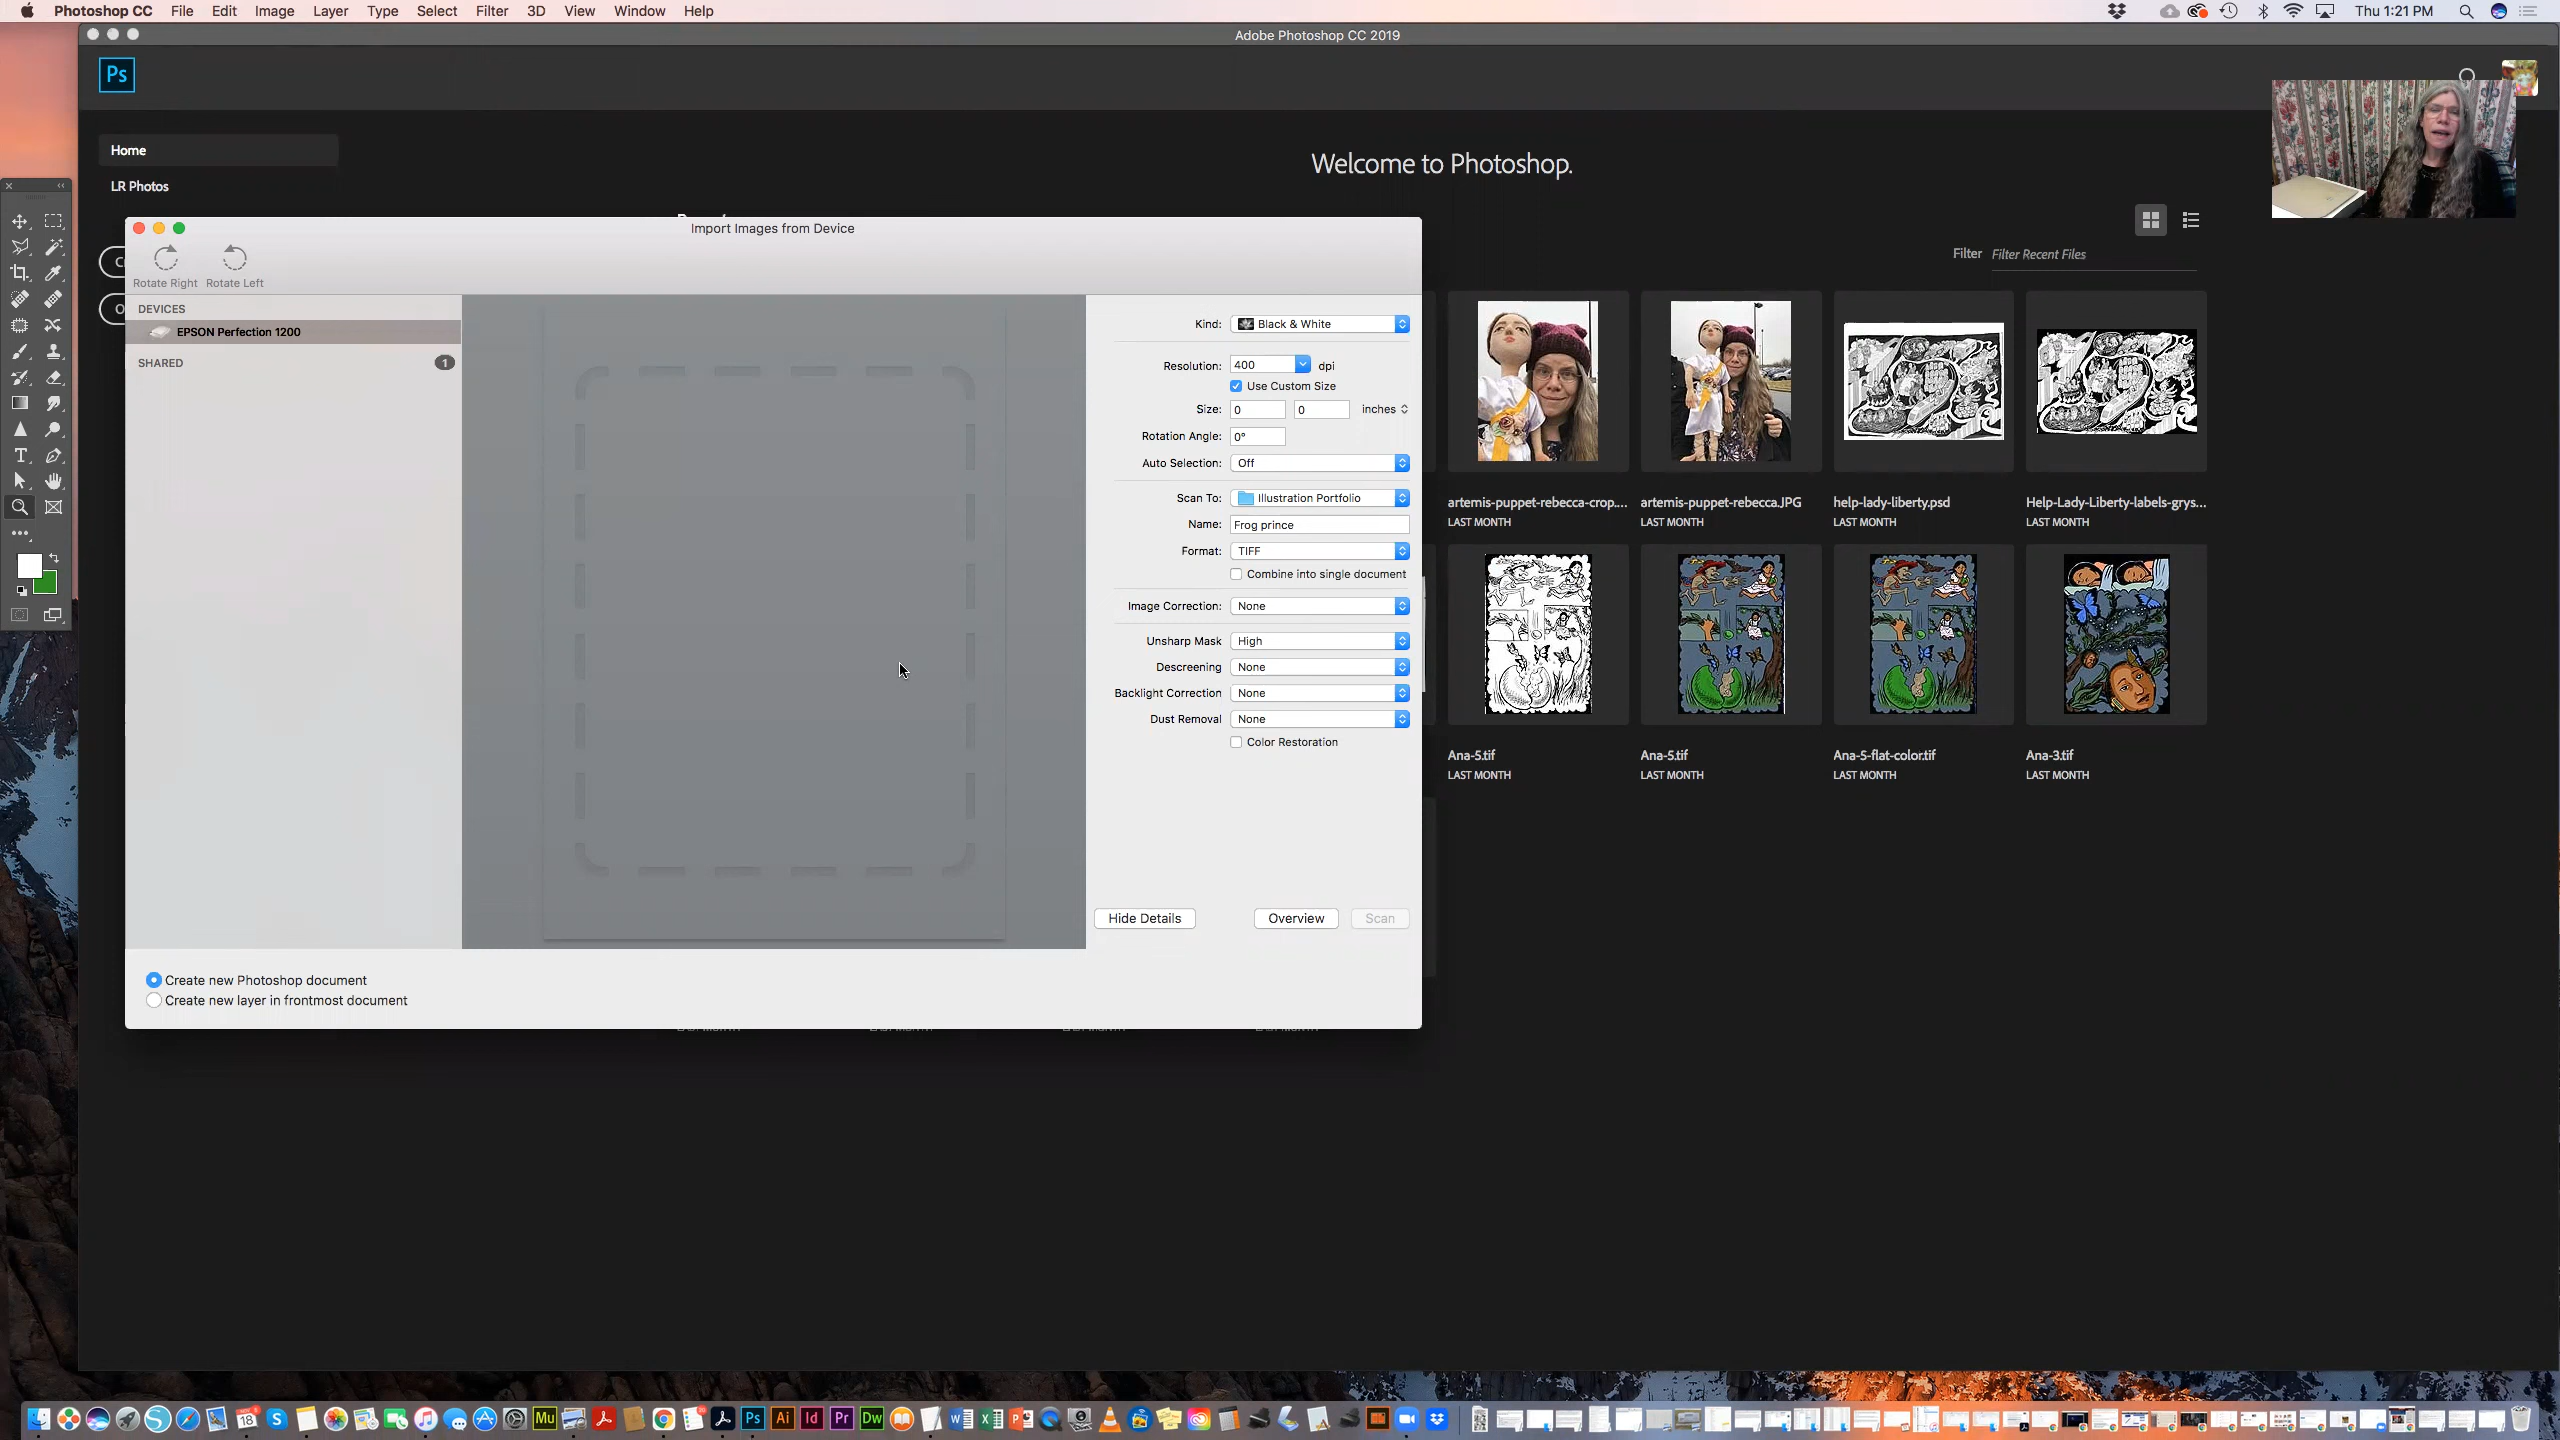 Photoshop CC File Edit Image Layer Type Select Filter 3D View Window Help
Thu 1:21 PM
Adobe Photoshop CC 2019
Ps
Home
LR Photos
Welcome to Photoshop.
Filter Filter Recent Files
Import Images from Device
Rotate Right Rotate Left
DEVICES
EPSON Perfection 1200
SHARED 1
Kind: Black & White
Resolution: 400 dpi
Use Custom Size
Size: 0 0 inches
Rotation Angle: 0°
Auto Selection: Off
Scan To: Illustration Portfolio
Name: Frog prince
Format: TIFF
Combine into single document
Image Correction: None
Unsharp Mask High
Descreening None
Backlight Correction None
Dust Removal None
Color Restoration
Hide Details Overview Scan
Create new Photoshop document
Create new layer in frontmost document
artemis-puppet-rebecca-crop....
LAST MONTH
artemis-puppet-rebecca.JPG
LAST MONTH
help-lady-liberty.psd
LAST MONTH
Help-Lady-Liberty-labels-grys...
LAST MONTH
Ana-5.tif
LAST MONTH
Ana-5.tif
LAST MONTH
Ana-5-flat-color.tif
LAST MONTH
Ana-3.tif
LAST MONTH
18
Mu
Ps Ai Id Pr Dw